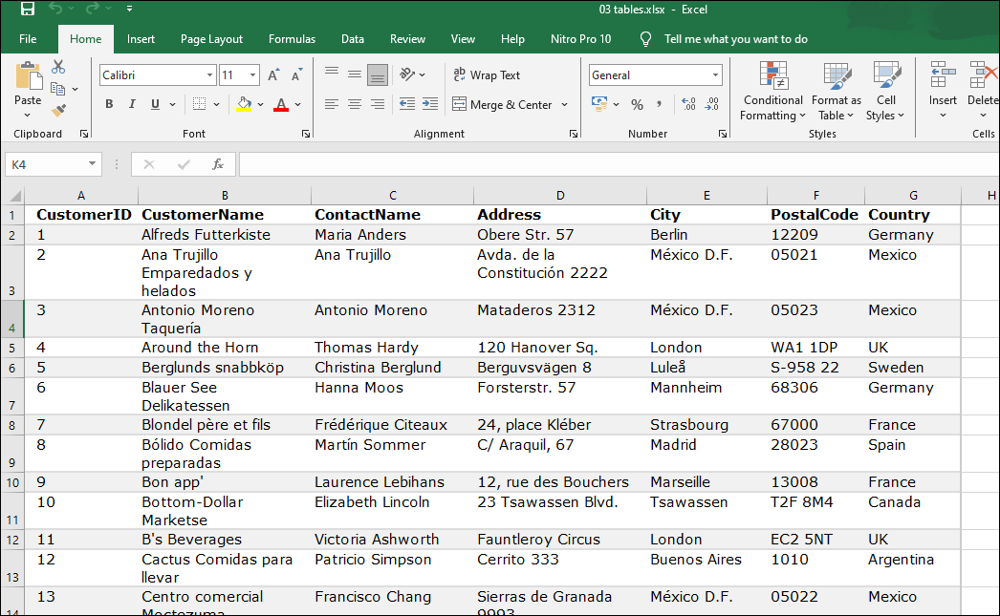 03 tables.xlsx - Excel
File Home Insert Page Layout Formulas Data Review View Help Nitro Pro 10 Tell me what you want to do
Calibri 11 A A Wrap Text General
Paste B I U A Merge & Center % , .00 .00 Conditional Formatting Format as Table Cell Styles Insert Delete
Clipboard Font Alignment Number Styles Cells
K4 fx
A B C D E F G H
1 CustomerID CustomerName ContactName Address City PostalCode Country
2 1 Alfreds Futterkiste Maria Anders Obere Str. 57 Berlin 12209 Germany
2 Ana Trujillo Ana Trujillo Avda. de la México D.F. 05021 Mexico
Emparedados y Constitución 2222
3 helados
3 Antonio Moreno Antonio Moreno Mataderos 2312 México D.F. 05023 Mexico
4 Taquería
5 4 Around the Horn Thomas Hardy 120 Hanover Sq. London WA1 1DP UK
6 5 Berglunds snabbköp Christina Berglund Berguvsvägen 8 Luleå S-958 22 Sweden
6 Blauer See Hanna Moos Forsterstr. 57 Mannheim 68306 Germany
7 Delikatessen
8 7 Blondel père et fils Frédérique Citeaux 24, place Kléber Strasbourg 67000 France
8 Bólido Comidas Martín Sommer C/ Araquil, 67 Madrid 28023 Spain
9 preparadas
10 9 Bon app' Laurence Lebihans 12, rue des Bouchers Marseille 13008 France
10 Bottom-Dollar Elizabeth Lincoln 23 Tsawassen Blvd. Tsawassen T2F 8M4 Canada
11 Marketse
12 11 B's Beverages Victoria Ashworth Fauntleroy Circus London EC2 5NT UK
12 Cactus Comidas para Patricio Simpson Cerrito 333 Buenos Aires 1010 Argentina
13 llevar
13 Centro comercial Francisco Chang Sierras de Granada México D.F. 05022 Mexico
14 Moctezuma 9993